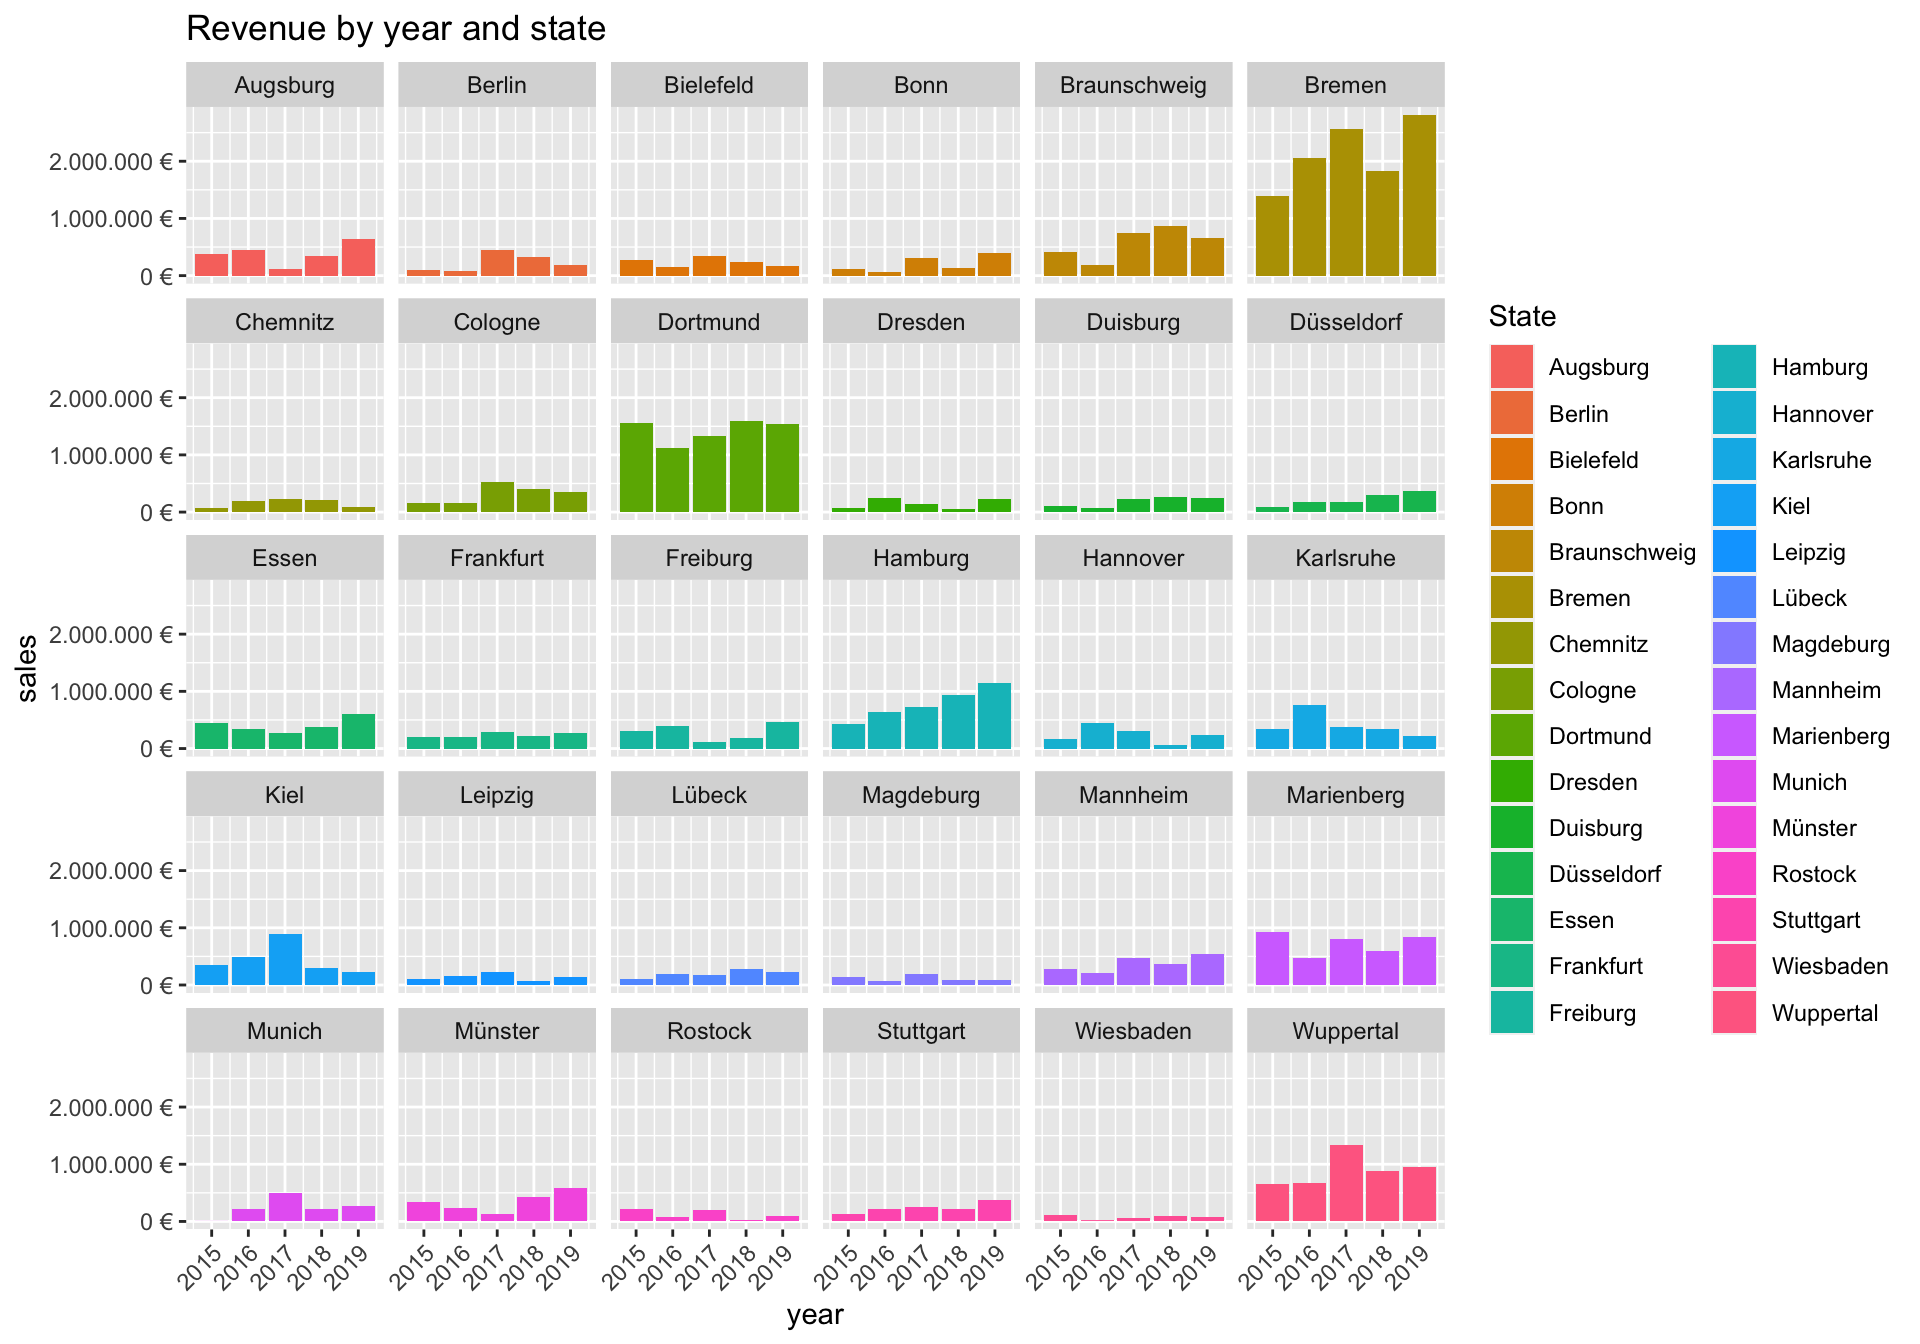 Revenue by year and state
Augsburg Berlin Bielefeld Bonn Braunschweig Bremen
2.000.000 €
1.000.000 €
0 €
Chemnitz Cologne Dortmund Dresden Duisburg Düsseldorf
2.000.000 €
1.000.000 €
0 €
Essen Frankfurt Freiburg Hamburg Hannover Karlsruhe
2.000.000 €
1.000.000 €
0 €
Kiel Leipzig Lübeck Magdeburg Mannheim Marienberg
2.000.000 €
1.000.000 €
0 €
Munich Münster Rostock Stuttgart Wiesbaden Wuppertal
2.000.000 €
1.000.000 €
0 €
2015 2016 2017 2018 2019 2015 2016 2017 2018 2019 2015 2016 2017 2018 2019 2015 2016 2017 2018 2019 2015 2016 2017 2018 2019 2015 2016 2017 2018 2019
year
sales
State
Augsburg
Berlin
Bielefeld
Bonn
Braunschweig
Bremen
Chemnitz
Cologne
Dortmund
Dresden
Duisburg
Düsseldorf
Essen
Frankfurt
Freiburg
Hamburg
Hannover
Karlsruhe
Kiel
Leipzig
Lübeck
Magdeburg
Mannheim
Marienberg
Munich
Münster
Rostock
Stuttgart
Wiesbaden
Wuppertal